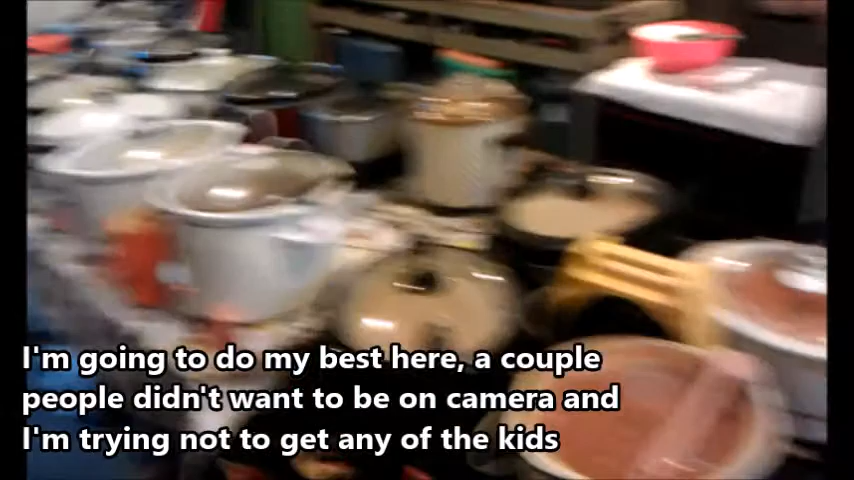 I'm going to do my best here, a couple
people didn't want to be on camera and
I'm trying not to get any of the kids